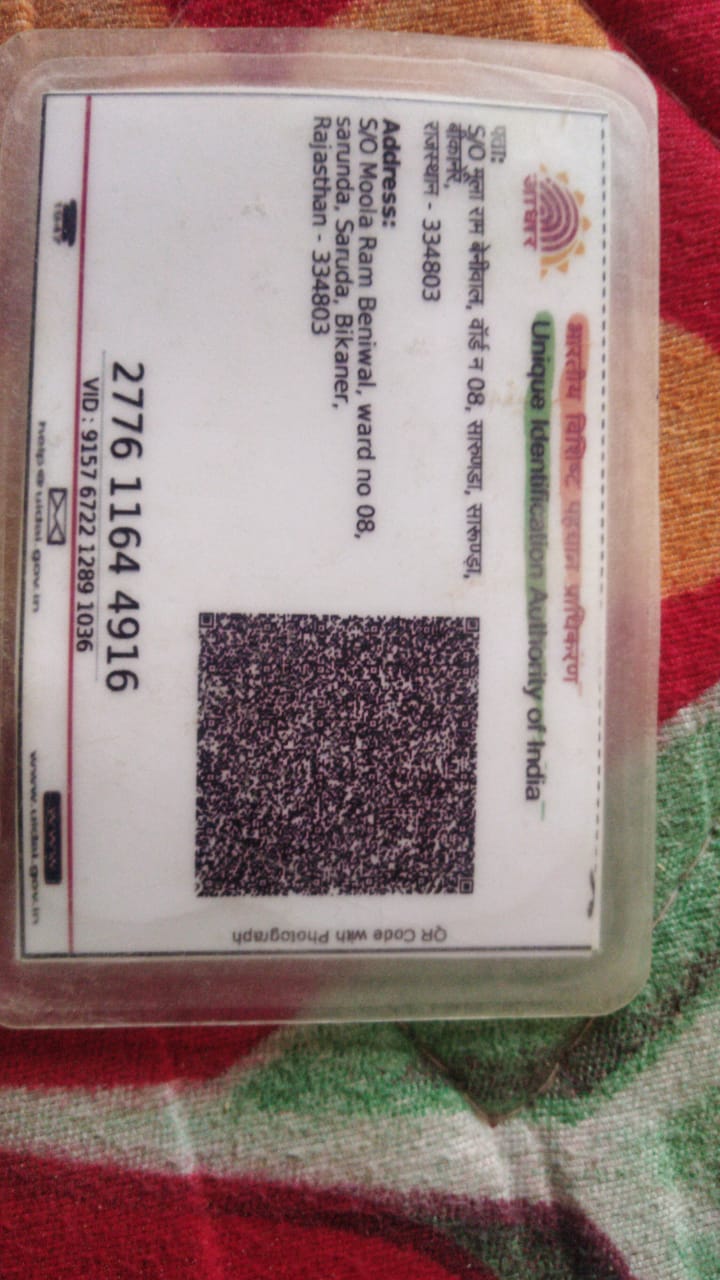 भारतीय विशिष्ट पहचान प्राधिकरण
Unique Identification Authority of India
आधार
पता:
S/O मूला राम बेनीवाल, वॉर्ड न 08, सारुण्डा, सारूण्डा,
बीकानेर,
राजस्थान - 334803
Address:
S/O Moola Ram Beniwal, ward no 08,
sarunda, Saruda, Bikaner,
Rajasthan - 334803
QR Code with Photograph
2776 1164 4916
VID : 9157 6722 1289 1036
1947
help@uidai.gov.in
www
www.uidai.gov.in